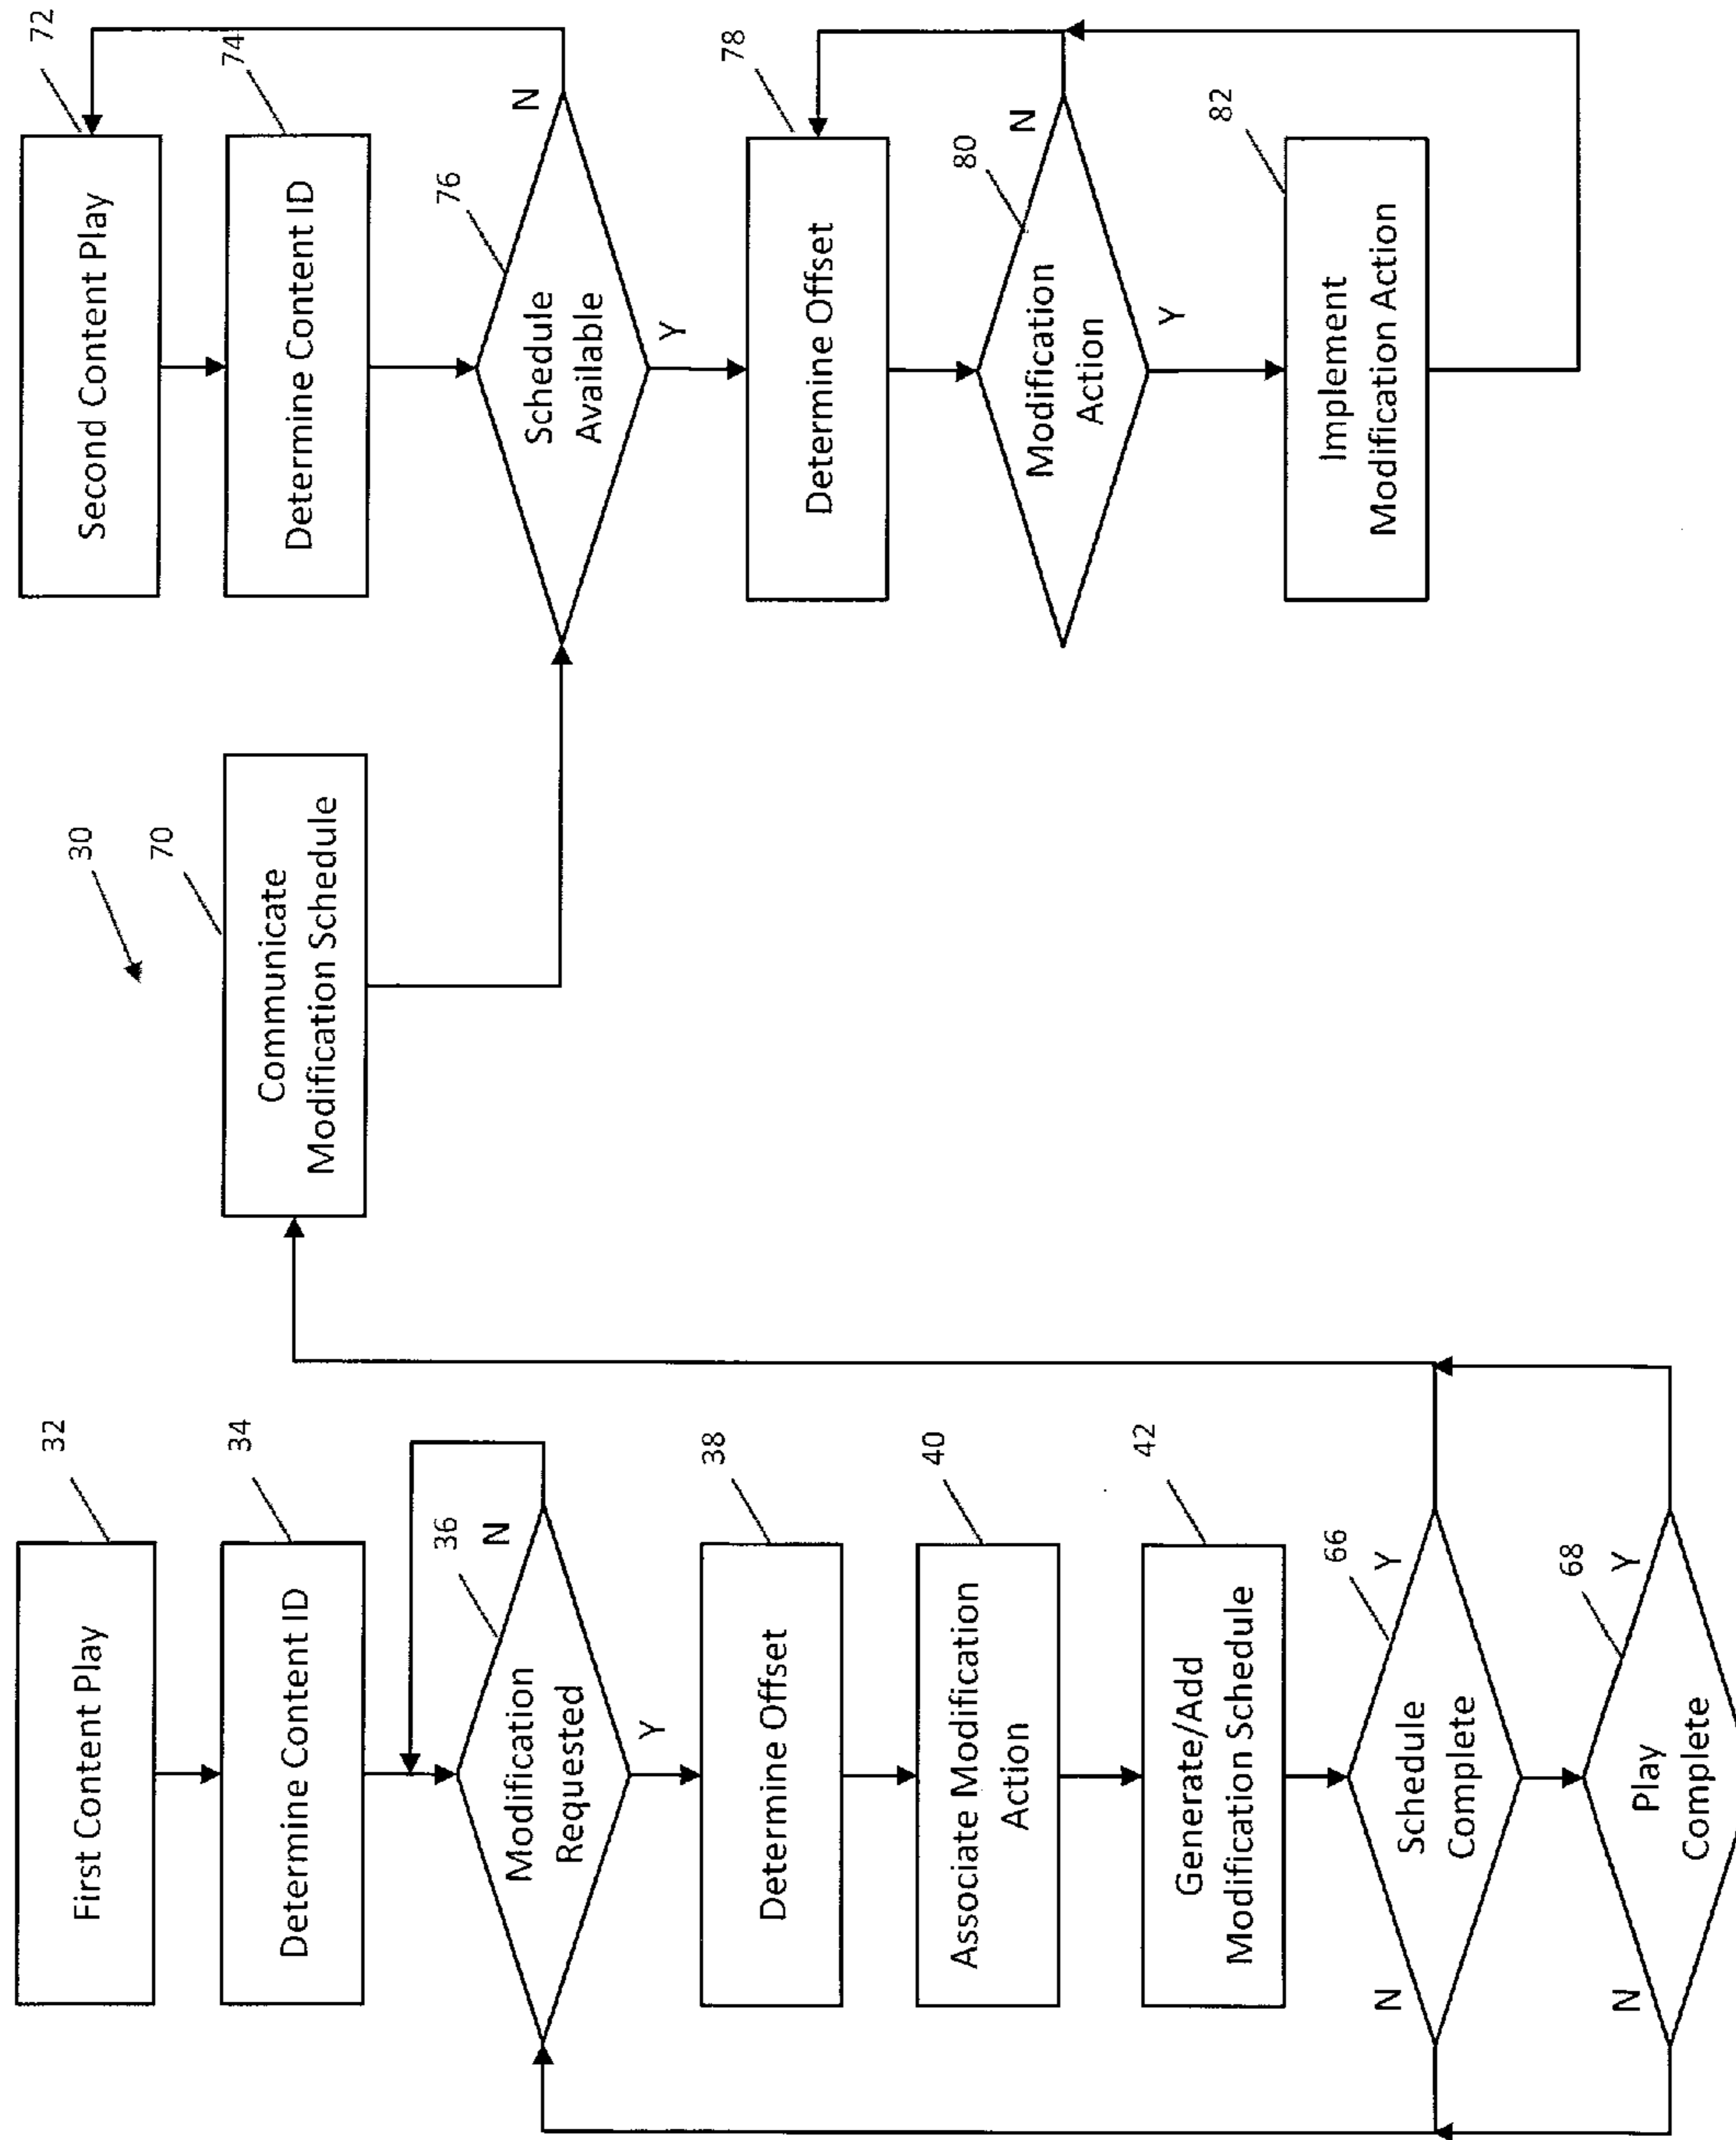 30
First Content Play
32
Determine Content ID
34
Modification
Requested
36
N
Y
Determine Offset
38
Associate Modification
Action
40
Generate/Add
Modification Schedule
42
Schedule
Complete
66
N
Y
Play
Complete
68
N
Y
Communicate
Modification Schedule
70
Second Content Play
72
Determine Content ID
74
Schedule
Available
76
N
Y
Determine Offset
78
Modification
Action
80
N
Y
Implement
Modification Action
82